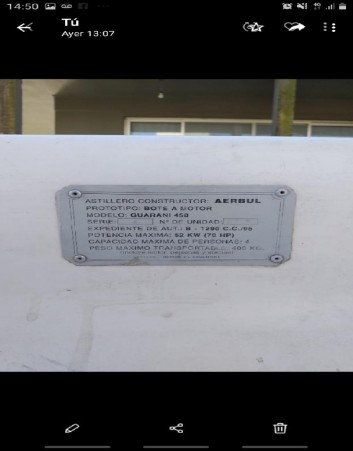 14:50
Tú
Ayer 13:07
ASTILLERO CONSTRUCTOR: AERBUL
PROTOTIPO: BOTE A MOTOR
MODELO: GUARANI 450
SERIE: Nº DE UNIDAD:
EXPEDIENTE DE AUT.: B - 1290 C.C./
POTENCIA MAXIMA: 52 KW (70 HP)
CAPACIDAD MAXIMA DE PERSONAS: 4
PESO MAXIMO TRANSPORTABLE: 400 KG.